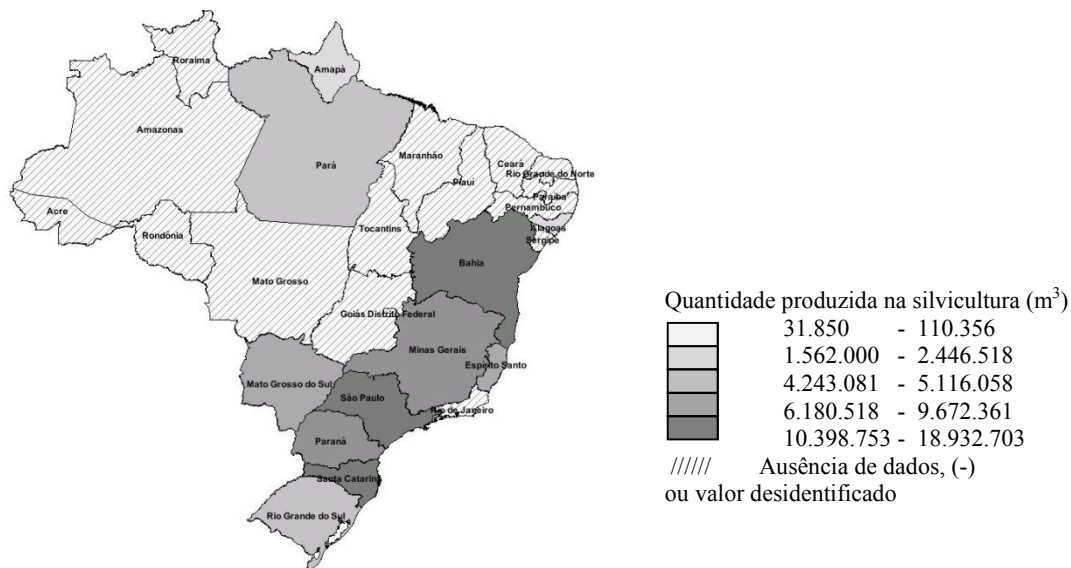 Roraima
Amapá
Amazonas
Pará
Maranhão
Ceará
Rio Grande do Norte
Piauí
Paraíba
Pernambuco
Acre
Alagoas
Rondônia
Tocantins
Sergipe
Bahia
Mato Grosso
Goiás Distrito Federal
Minas Gerais
Espírito Santo
Mato Grosso do Sul
São Paulo
Rio de Janeiro
Paraná
Santa Catarina
Rio Grande do Sul
Quantidade produzida na silvicultura (m³)
31.850 - 110.356
1.562.000 - 2.446.518
4.243.081 - 5.116.058
6.180.518 - 9.672.361
10.398.753 - 18.932.703
////// Ausência de dados, (-)
ou valor desidentificado